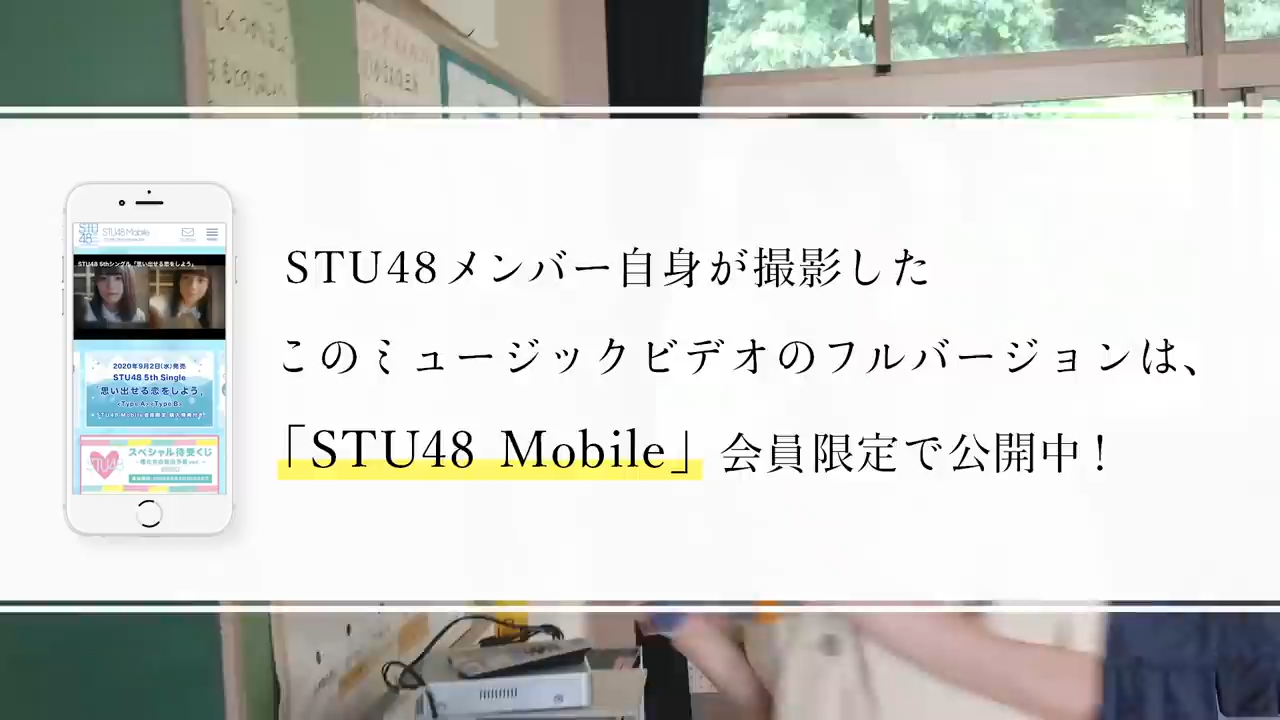 STU48メンバー自身が撮影した
このミュージックビデオのフルバージョンは、
「STU48 Mobile」会員限定で公開中！
STU48
STU48 Mobile
STU48 5thシングル「思い出せる恋をしよう」
2020年9月2日(水)発売
STU48 5th Single
思い出せる恋をしよう
<Type A><Type B>
スペシャル待受くじ